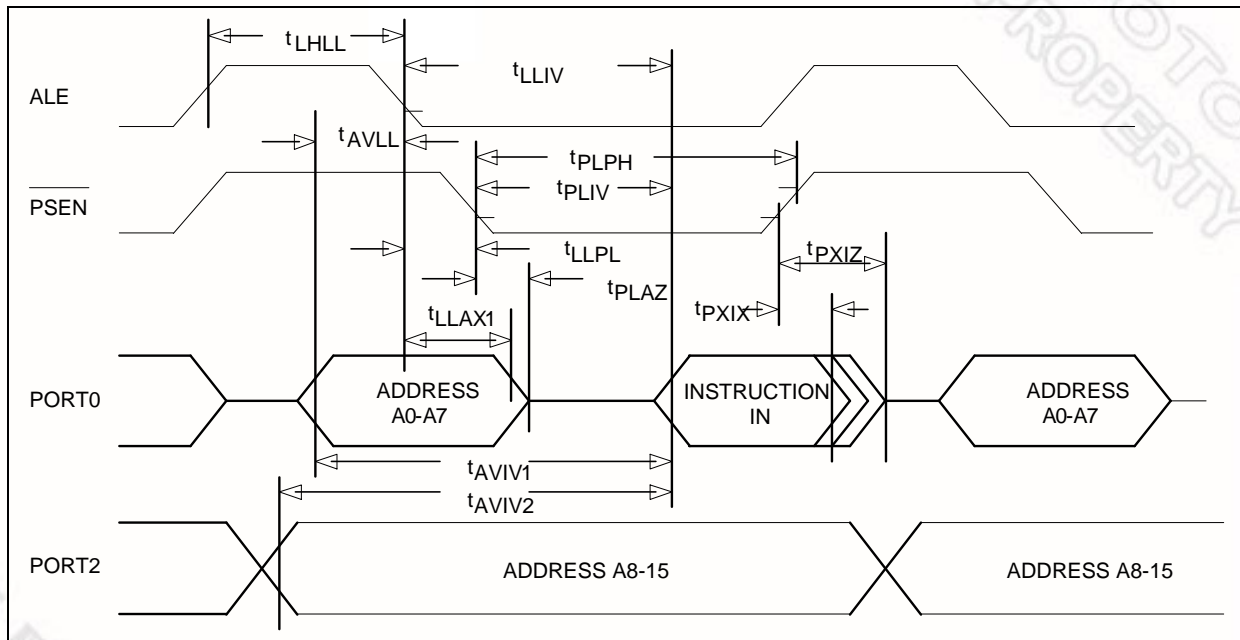 tLHLL
tLLIV
ALE
tAVLL
tPLPH
PSEN
tPLIV
tLLPL
tPXIZ
tPLAZ
tLLAX1
tPXIX
PORT0
ADDRESS
A0-A7
INSTRUCTION
IN
ADDRESS
A0-A7
tAVIV1
tAVIV2
PORT2
ADDRESS A8-15
ADDRESS A8-15
PROPERTY